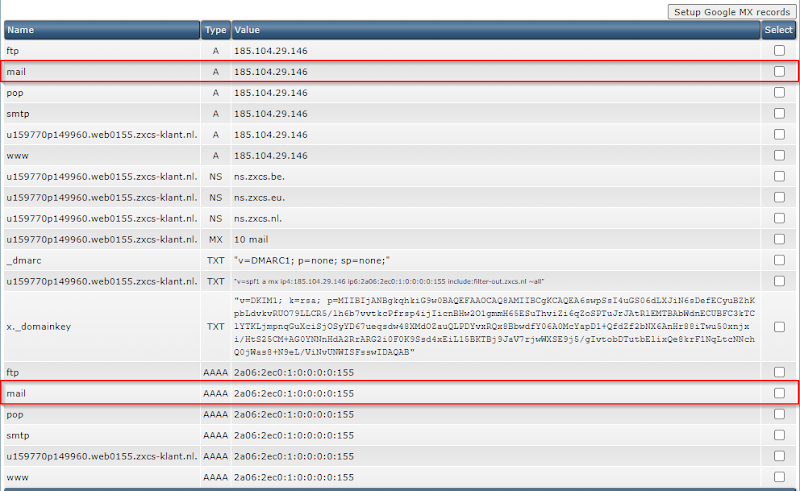 Setup Google MX records
Name Type Value Select
ftp A 185.104.29.146
mail A 185.104.29.146
pop A 185.104.29.146
smtp A 185.104.29.146
u159770p149960.web0155.zxcs-klant.nl. A 185.104.29.146
www A 185.104.29.146
u159770p149960.web0155.zxcs-klant.nl. NS ns.zxcs.be.
u159770p149960.web0155.zxcs-klant.nl. NS ns.zxcs.eu.
u159770p149960.web0155.zxcs-klant.nl. NS ns.zxcs.nl.
u159770p149960.web0155.zxcs-klant.nl. MX 10 mail
_dmarc TXT "v=DMARC1; p=none; sp=none;"
u159770p149960.web0155.zxcs-klant.nl. TXT "v=spf1 a mx ip4:185.104.29.146 ip6:2a06:2ec0:1:0:0:0:0:155 include:filter-out.zxcs.nl ~all"
x._domainkey TXT "v=DKIM1; k=rsa;
ftp AAAA 2a06:2ec0:1:0:0:0:0:155
mail AAAA 2a06:2ec0:1:0:0:0:0:155
pop AAAA 2a06:2ec0:1:0:0:0:0:155
smtp AAAA 2a06:2ec0:1:0:0:0:0:155
u159770p149960.web0155.zxcs-klant.nl. AAAA 2a06:2ec0:1:0:0:0:0:155
www AAAA 2a06:2ec0:1:0:0:0:0:155